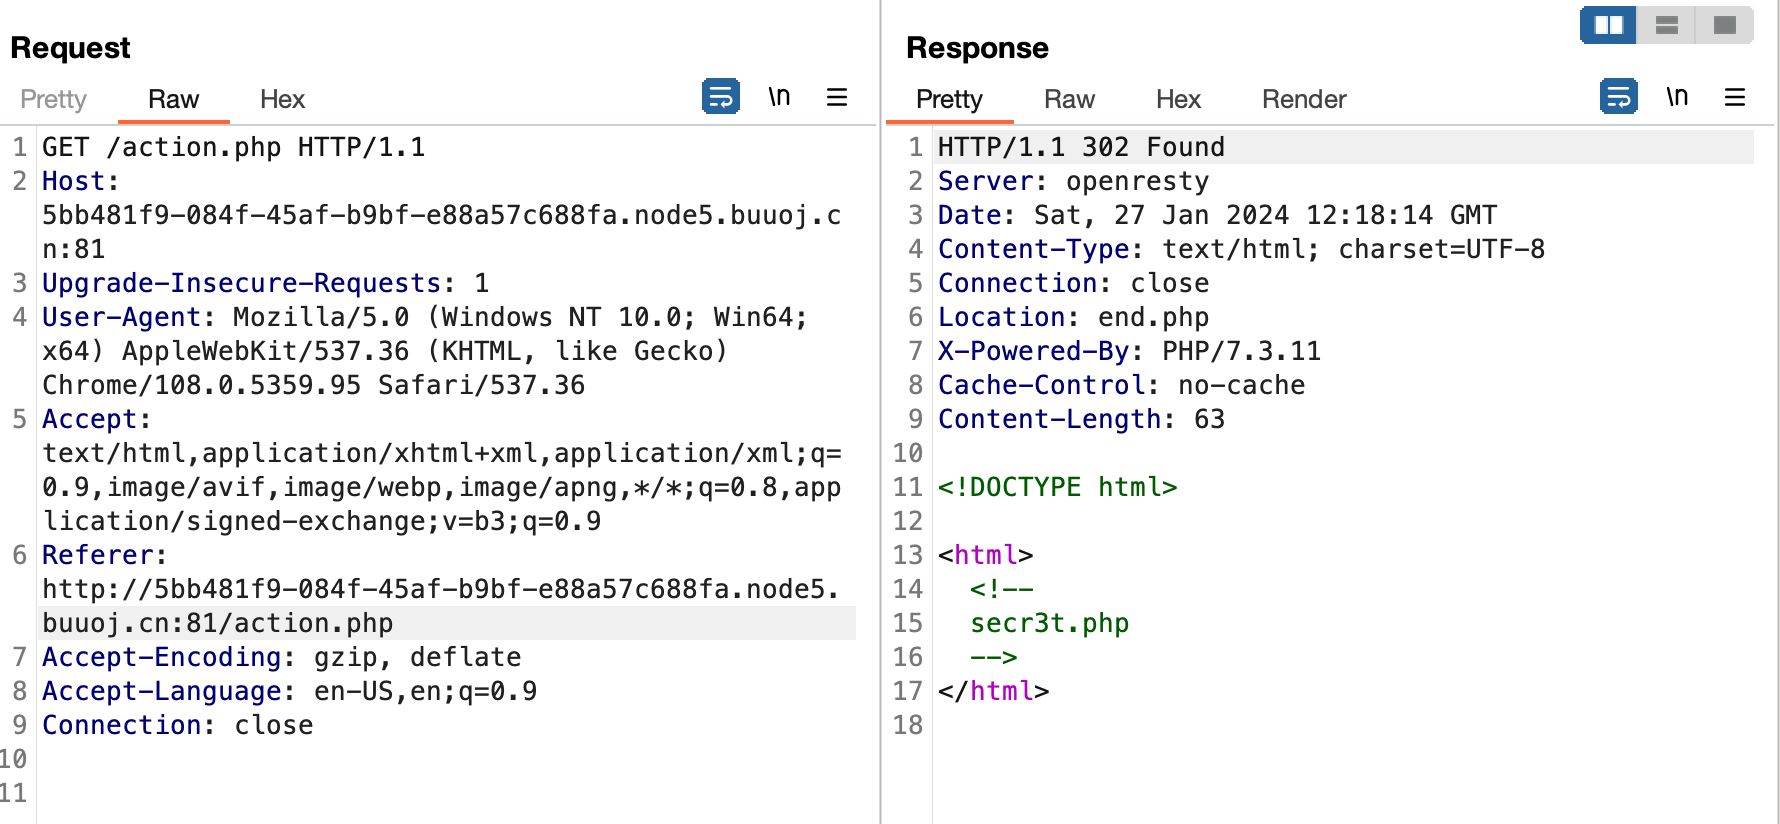 Request
Pretty Raw Hex \n
1 GET /action.php HTTP/1.1
2 Host:
5bb481f9-084f-45af-b9bf-e88a57c688fa.node5.buuoj.c
n:81
3 Upgrade-Insecure-Requests: 1
4 User-Agent: Mozilla/5.0 (Windows NT 10.0; Win64;
x64) AppleWebKit/537.36 (KHTML, like Gecko)
Chrome/108.0.5359.95 Safari/537.36
5 Accept:
text/html,application/xhtml+xml,application/xml;q=
0.9,image/avif,image/webp,image/apng,*/*;q=0.8,app
lication/signed-exchange;v=b3;q=0.9
6 Referer:
http://5bb481f9-084f-45af-b9bf-e88a57c688fa.node5.
buuoj.cn:81/action.php
7 Accept-Encoding: gzip, deflate
8 Accept-Language: en-US,en;q=0.9
9 Connection: close
10
11
Response
Pretty Raw Hex Render \n
1 HTTP/1.1 302 Found
2 Server: openresty
3 Date: Sat, 27 Jan 2024 12:18:14 GMT
4 Content-Type: text/html; charset=UTF-8
5 Connection: close
6 Location: end.php
7 X-Powered-By: PHP/7.3.11
8 Cache-Control: no-cache
9 Content-Length: 63
10
11 <!DOCTYPE html>
12
13 <html>
14 <!--
15 secr3t.php
16 -->
17 </html>
18